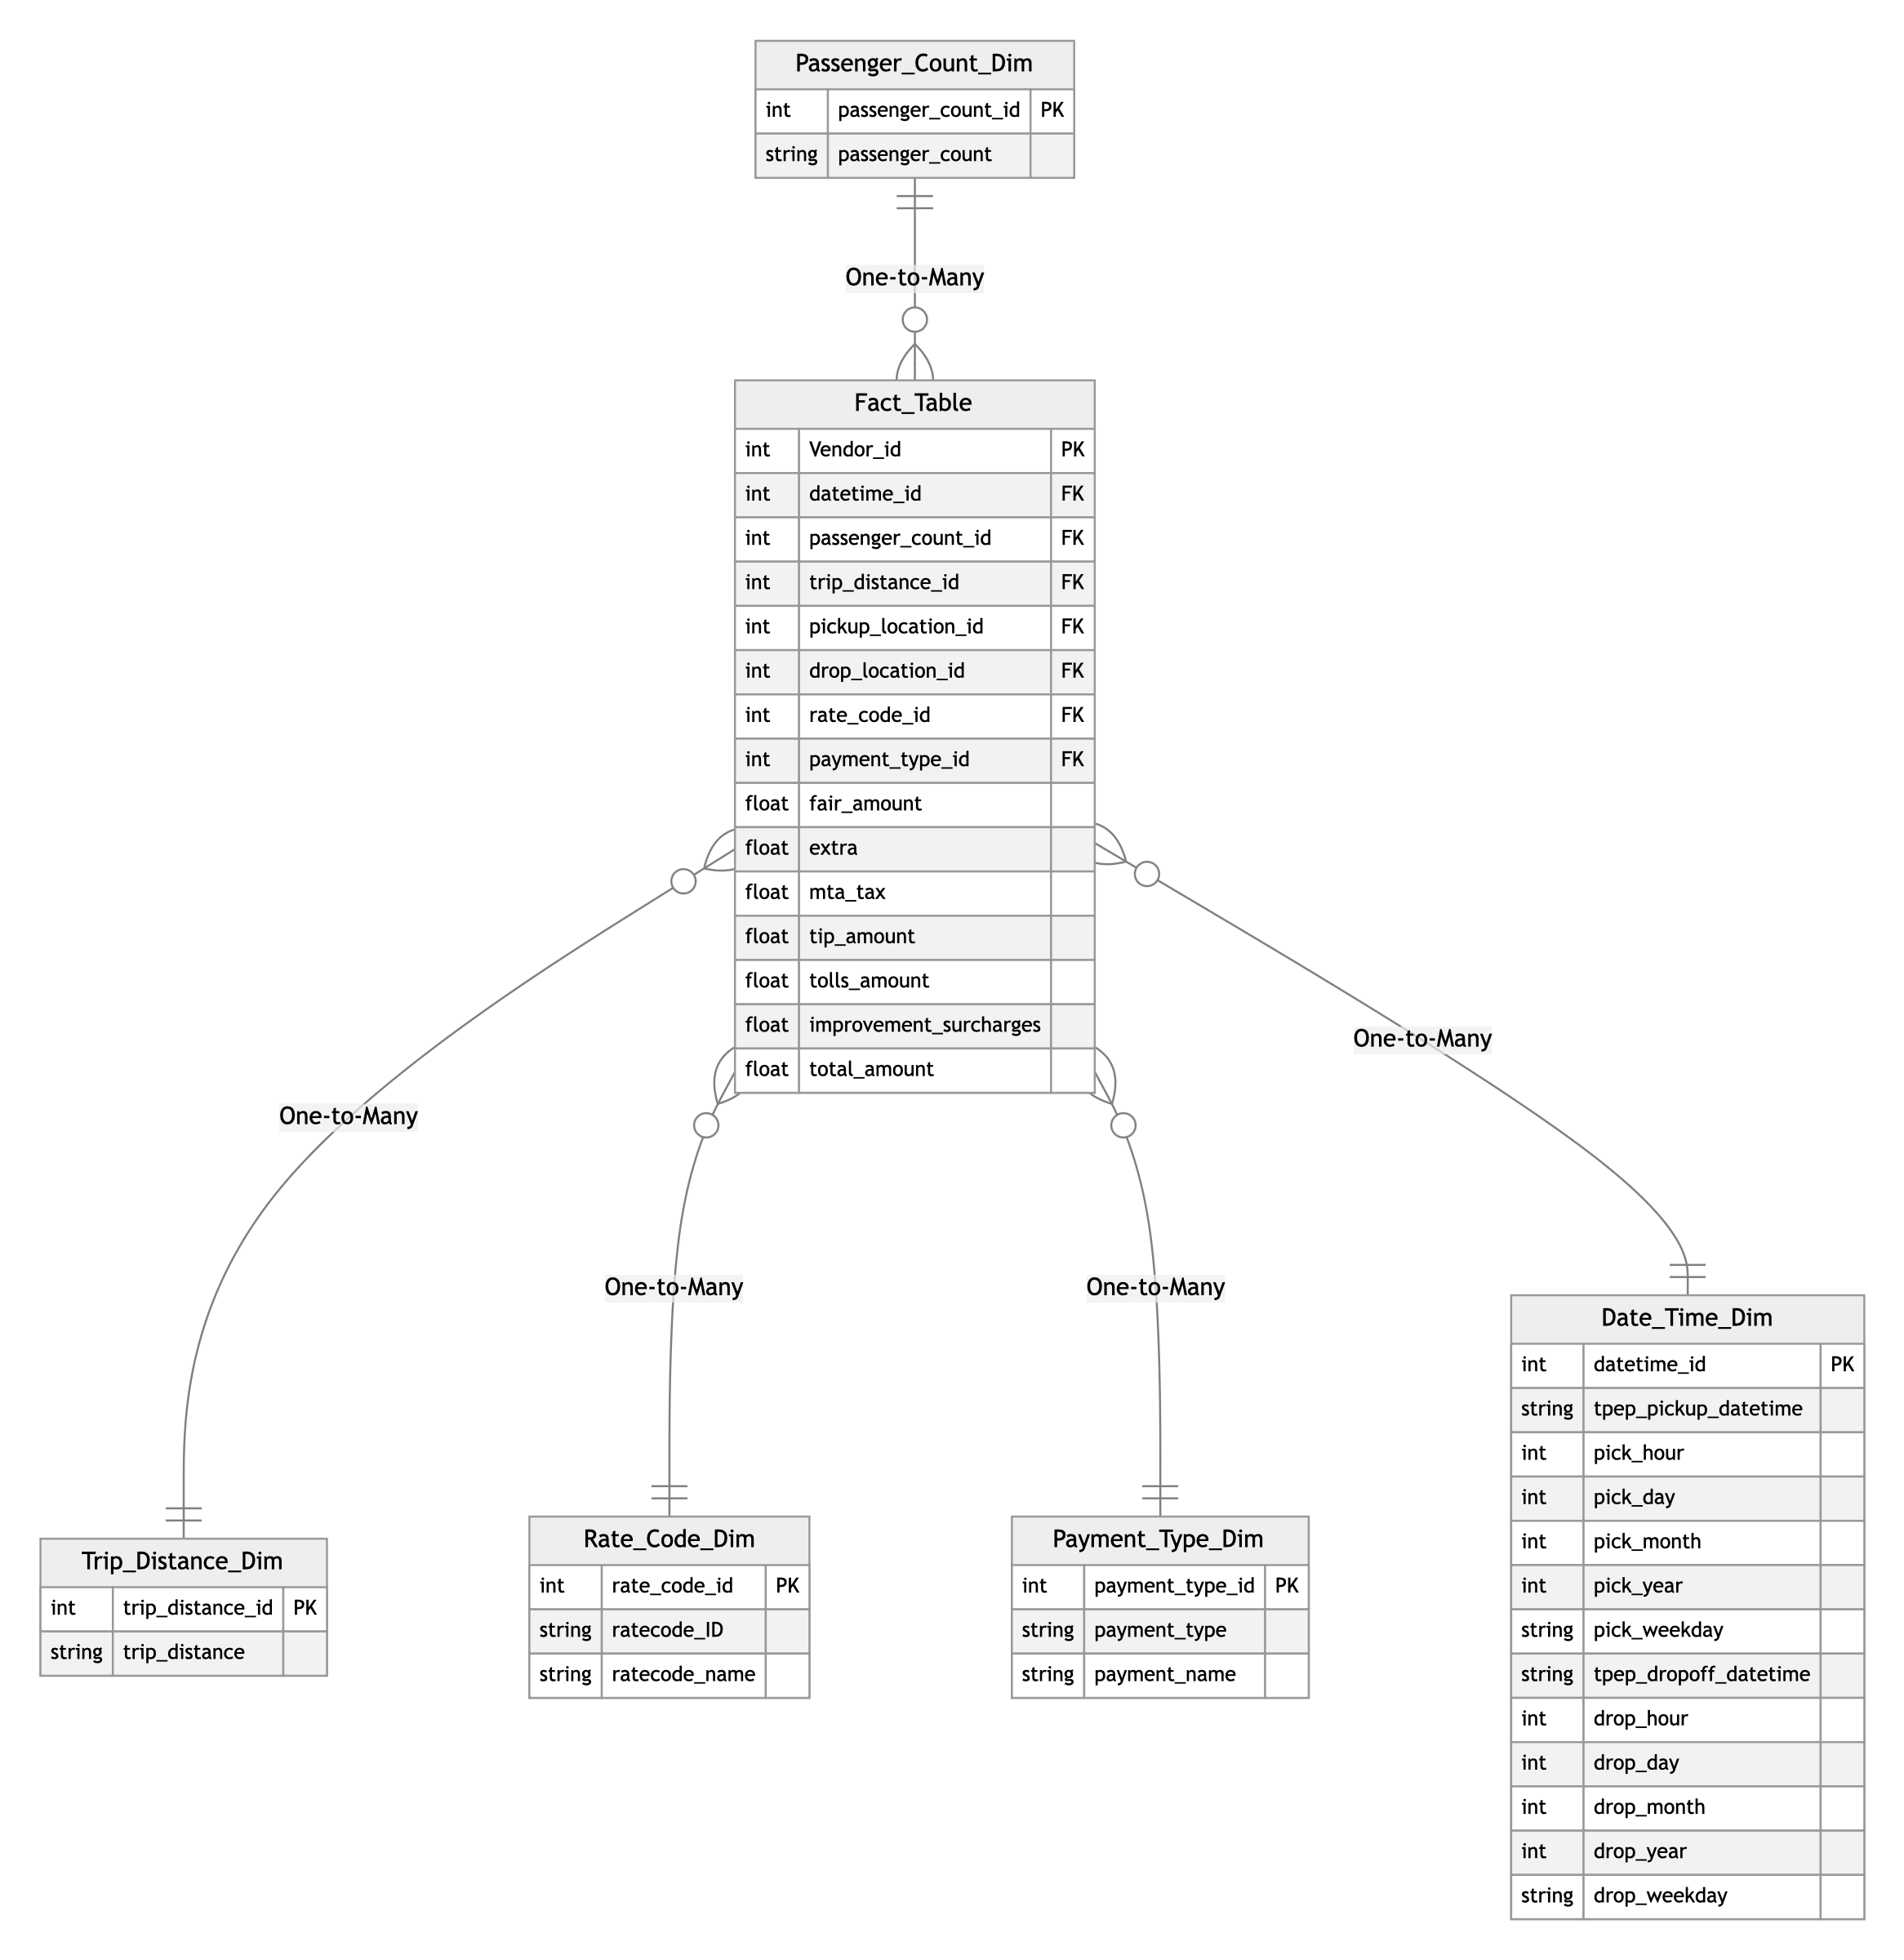 Passenger_Count_Dim
int passenger_count_id PK
string passenger_count
One-to-Many
Fact_Table
int Vendor_id PK
int datetime_id FK
int passenger_count_id FK
int trip_distance_id FK
int pickup_location_id FK
int drop_location_id FK
int rate_code_id FK
int payment_type_id FK
float fair_amount
float extra
float mta_tax
float tip_amount
float tolls_amount
float improvement_surcharges
float total_amount
One-to-Many
One-to-Many
One-to-Many
One-to-Many
Trip_Distance_Dim
int trip_distance_id PK
string trip_distance
Rate_Code_Dim
int rate_code_id PK
string ratecode_ID
string ratecode_name
Payment_Type_Dim
int payment_type_id PK
string payment_type
string payment_name
Date_Time_Dim
int datetime_id PK
string tpep_pickup_datetime
int pick_hour
int pick_day
int pick_month
int pick_year
string pick_weekday
string tpep_dropoff_datetime
int drop_hour
int drop_day
int drop_month
int drop_year
string drop_weekday